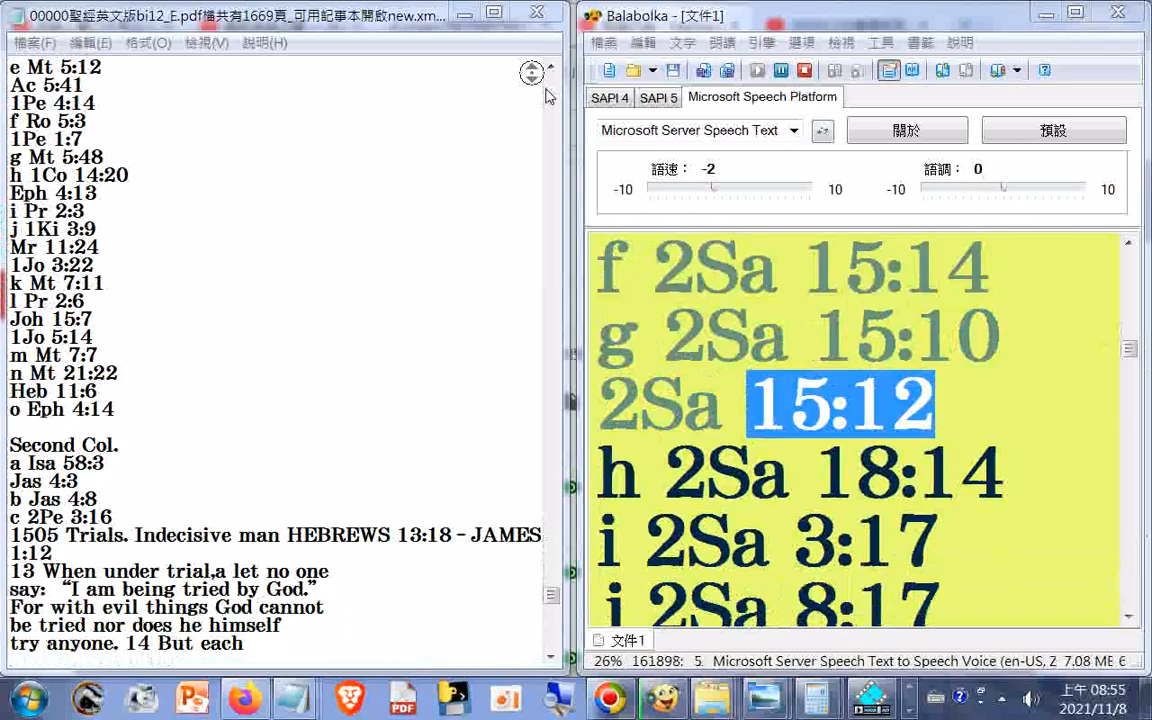 00000聖經英文版bi12_E.pdf檔共有1669頁_可用記事本開啟new.xm...
檔案(F) 編輯(E) 格式(O) 檢視(V) 說明(H)
e Mt 5:12
Ac 5:41
1Pe 4:14
f Ro 5:3
1Pe 1:7
g Mt 5:48
h 1Co 14:20
Eph 4:13
i Pr 2:3
j 1Ki 3:9
Mr 11:24
1Jo 3:22
k Mt 7:11
l Pr 2:6
Joh 15:7
1Jo 5:14
m Mt 7:7
n Mt 21:22
Heb 11:6
o Eph 4:14
Second Col.
a Isa 58:3
Jas 4:3
b Jas 4:8
c 2Pe 3:16
1505 Trials. Indecisive man HEBREWS 13:18–JAMES
1:12
13 When under trial,a let no one
say: “I am being tried by God.”
For with evil things God cannot
be tried nor does he himself
try anyone. 14 But each
Balabolka - [文件1]
檔案 編輯 文字 朗讀 引擎 選項 檢視 工具 書籤 說明
SAPI 4 SAPI 5 Microsoft Speech Platform
Microsoft Server Speech Text 關於 預設
語速： -2 語調： 0
-10 10 -10 10
f 2Sa 15:14
g 2Sa 15:10
2Sa 15:12
h 2Sa 18:14
i 2Sa 3:17
j 2Sa 8:17
文件1
26% 161898: 5 Microsoft Server Speech Text to Speech Voice (en-US, Z 7.08 MB 6
PDF
上午 08:55
2021/11/8